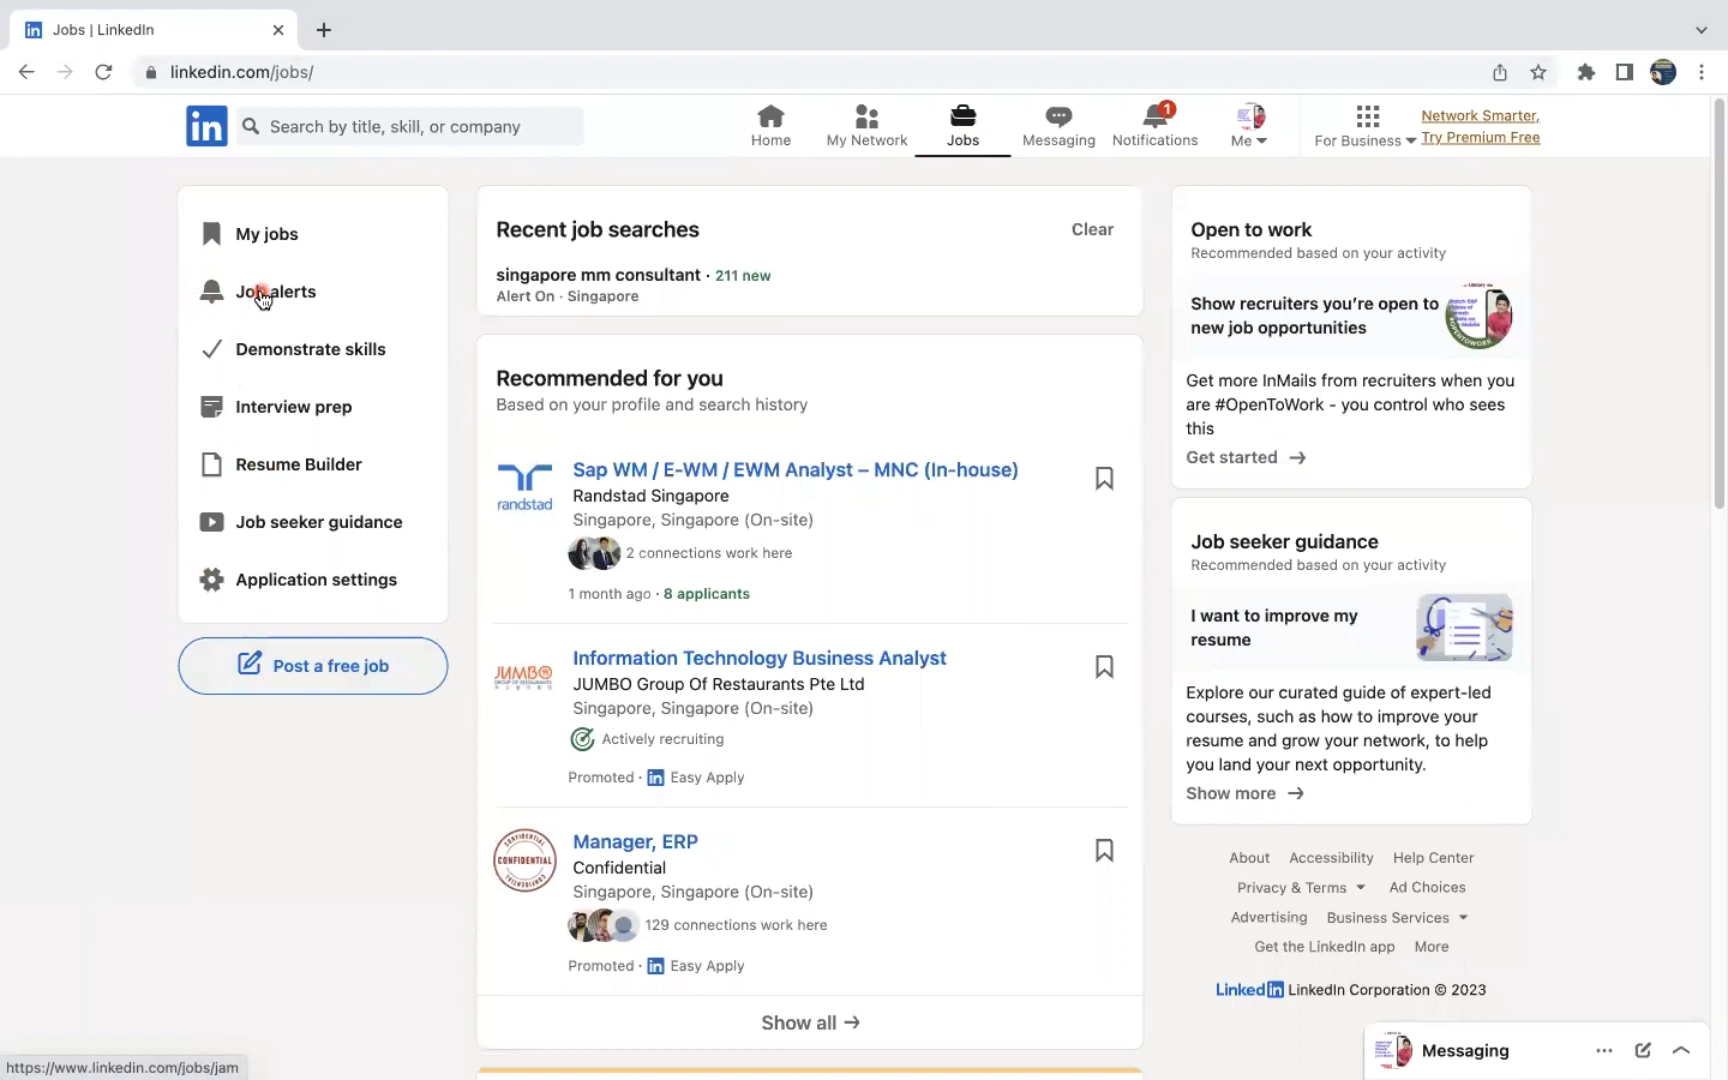 Jobs | LinkedIn
linkedin.com/jobs/
in
Search by title, skill, or company
Home
My Network
Jobs
Messaging
1
Notifications
Me
For Business
Network Smarter,
Try Premium Free
My jobs
Job alerts
Demonstrate skills
Interview prep
Resume Builder
Job seeker guidance
Application settings
Post a free job
Recent job searches
Clear
singapore mm consultant · 211 new
Alert On · Singapore
Recommended for you
Based on your profile and search history
randstad
Sap WM / E-WM / EWM Analyst – MNC (In-house)
Randstad Singapore
Singapore, Singapore (On-site)
2 connections work here
1 month ago · 8 applicants
JUMBO
Information Technology Business Analyst
JUMBO Group Of Restaurants Pte Ltd
Singapore, Singapore (On-site)
Actively recruiting
Promoted · in Easy Apply
CONFIDENTIAL
Manager, ERP
Confidential
Singapore, Singapore (On-site)
129 connections work here
Promoted · in Easy Apply
Show all →
Open to work
Recommended based on your activity
Show recruiters you’re open to
new job opportunities
Get more InMails from recruiters when you
are #OpenToWork - you control who sees
this
Get started →
Job seeker guidance
Recommended based on your activity
I want to improve my
resume
Explore our curated guide of expert-led
courses, such as how to improve your
resume and grow your network, to help
you land your next opportunity.
Show more →
About Accessibility Help Center
Privacy & Terms Ad Choices
Advertising Business Services
Get the LinkedIn app More
LinkedIn LinkedIn Corporation © 2023
Messaging
https://www.linkedin.com/jobs/jam